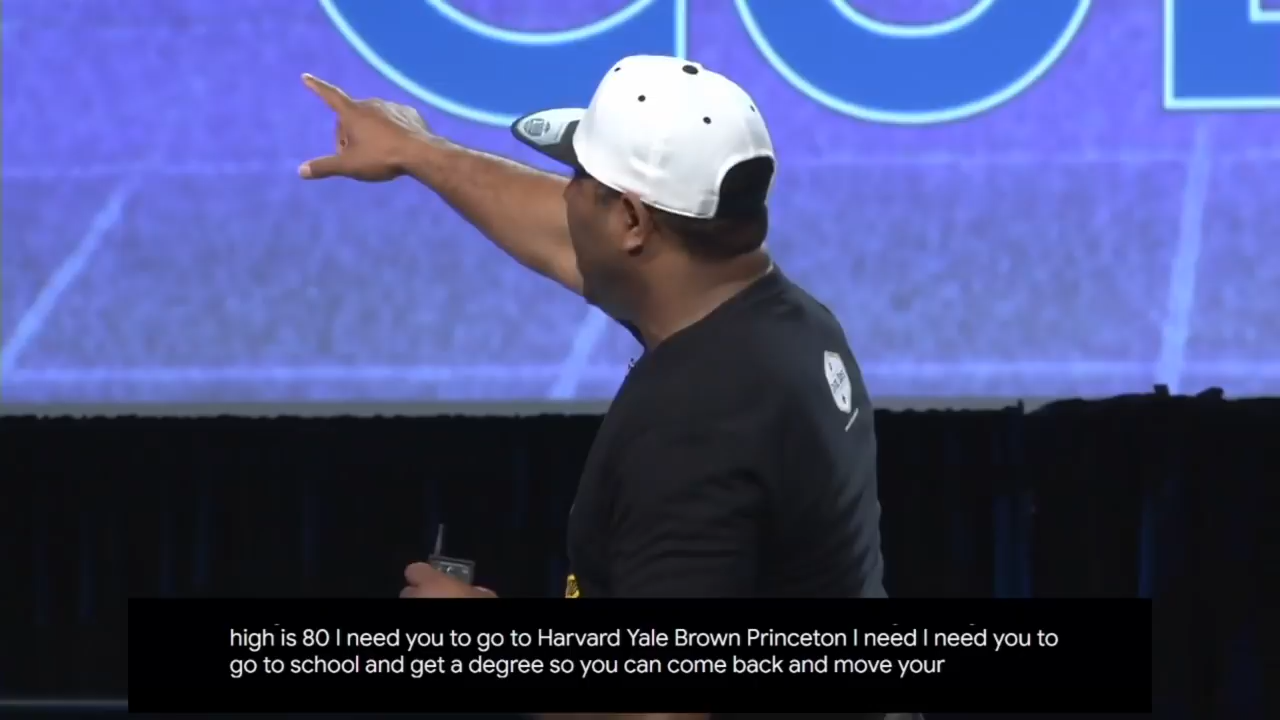 high is 80 I need you to go to Harvard Yale Brown Princeton I need I need you to
go to school and get a degree so you can come back and move your